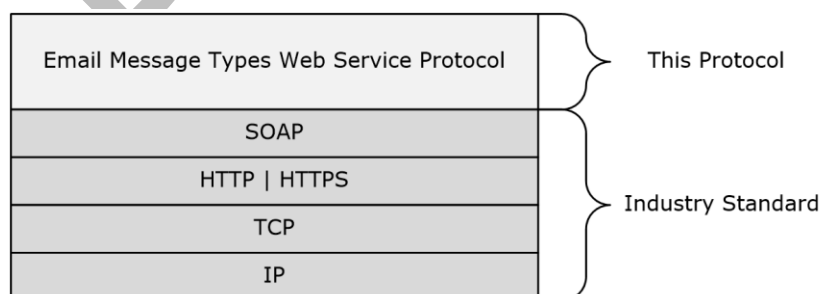 Email Message Types Web Service Protocol
This Protocol
SOAP
HTTP | HTTPS
Industry Standard
TCP
IP